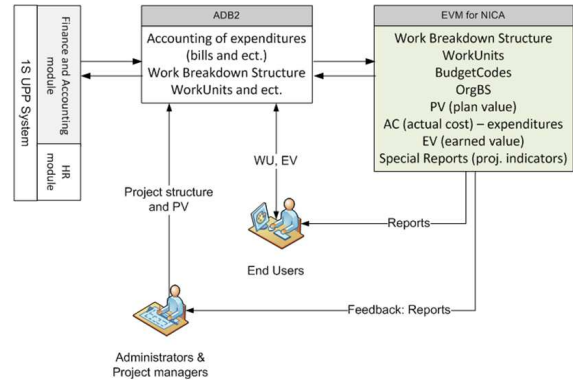 1S UPP System
Finance and Accounting
module
HR
module
ADB2
Accounting of expenditures
(bills and ect.)
Work Breakdown Structure
WorkUnits and ect.
EVM for NICA
Work Breakdown Structure
WorkUnits
BudgetCodes
OrgBS
PV (plan value)
AC (actual cost) – expenditures
EV (earned value)
Special Reports (proj. indicators)
WU, EV
Project structure
and PV
Reports
End Users
Feedback: Reports
Administrators &
Project managers